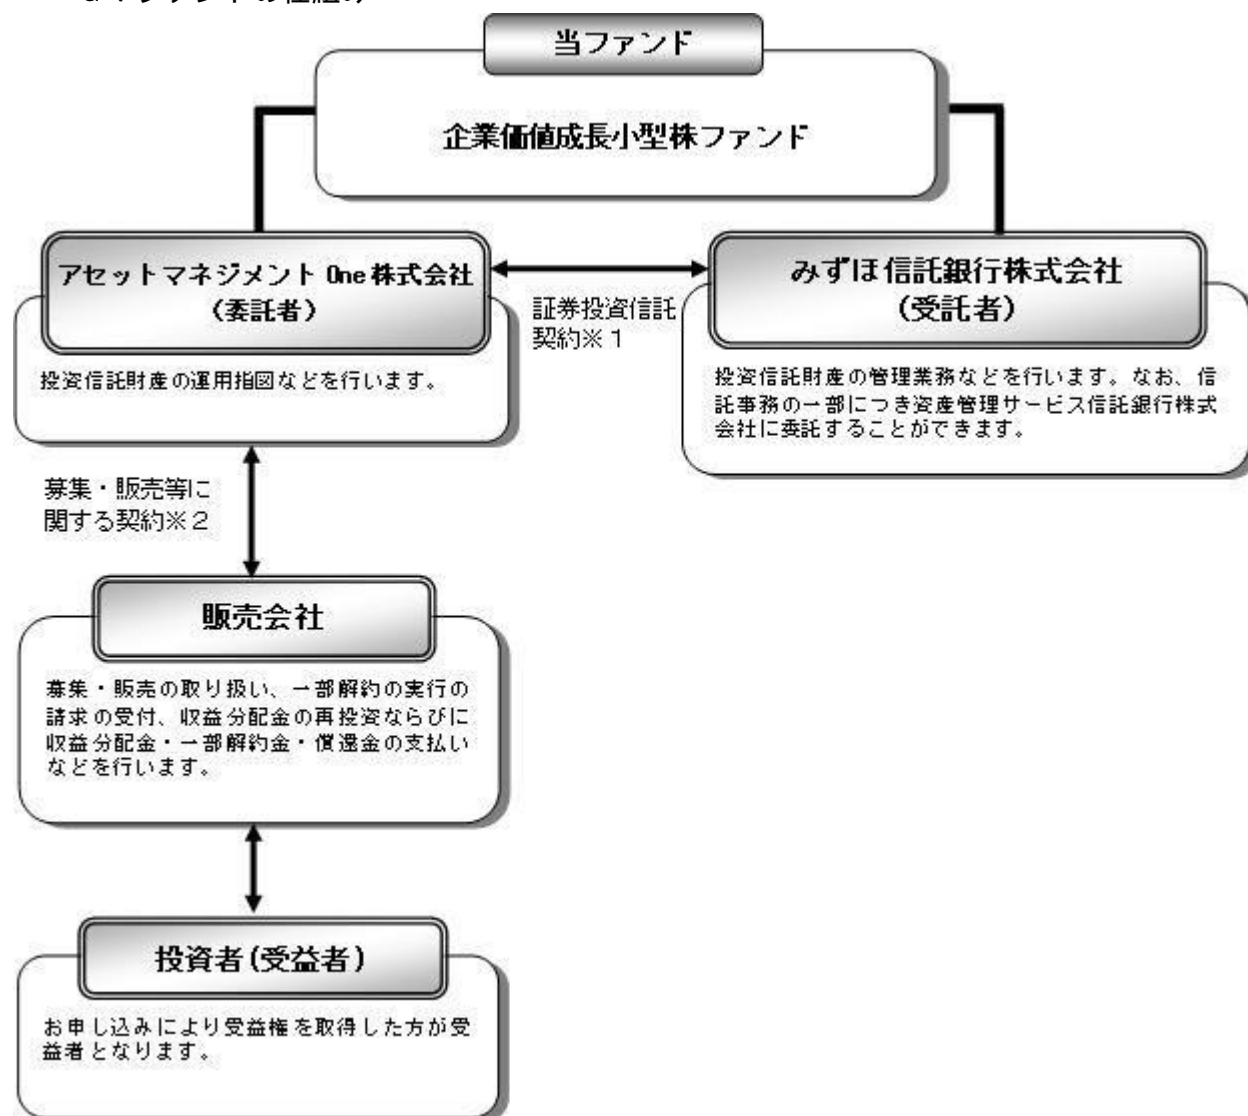 ａ．ファンドの仕組み
当ファンド
企業価値成長小型株ファンド
アセットマネジメント One 株式会社
（委託者）
投資信託財産の運用指図などを行います。
証券投資信託
契約※１
みずほ信託銀行株式会社
（受託者）
投資信託財産の管理業務などを行います。なお、信
託事務の一部につき資産管理サービス信託銀行株式
会社に委託することができます。
募集・販売等に
関する契約※２
販売会社
募集・販売の取り扱い、一部解約の実行の
請求の受付、収益分配金の再投資ならびに
収益分配金・一部解約金・償還金の支払い
などを行います。
投資者（受益者）
お申し込みにより受益権を取得した方が受
益者となります。